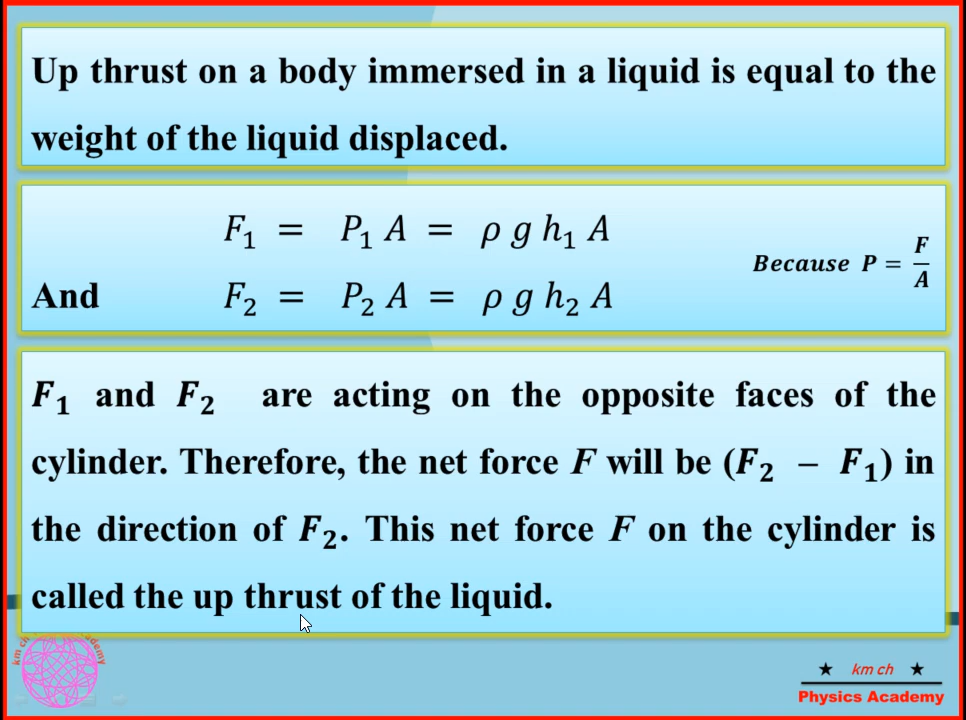 Up thrust on a body immersed in a liquid is equal to the
weight of the liquid displaced.
F₁ = P₁ A = ρ g h₁ A
Because P = F/A
And F₂ = P₂ A = ρ g h₂ A
F₁ and F₂ are acting on the opposite faces of the
cylinder. Therefore, the net force F will be (F₂ – F₁) in
the direction of F₂. This net force F on the cylinder is
called the up thrust of the liquid.
★ km ch ★
Physics Academy